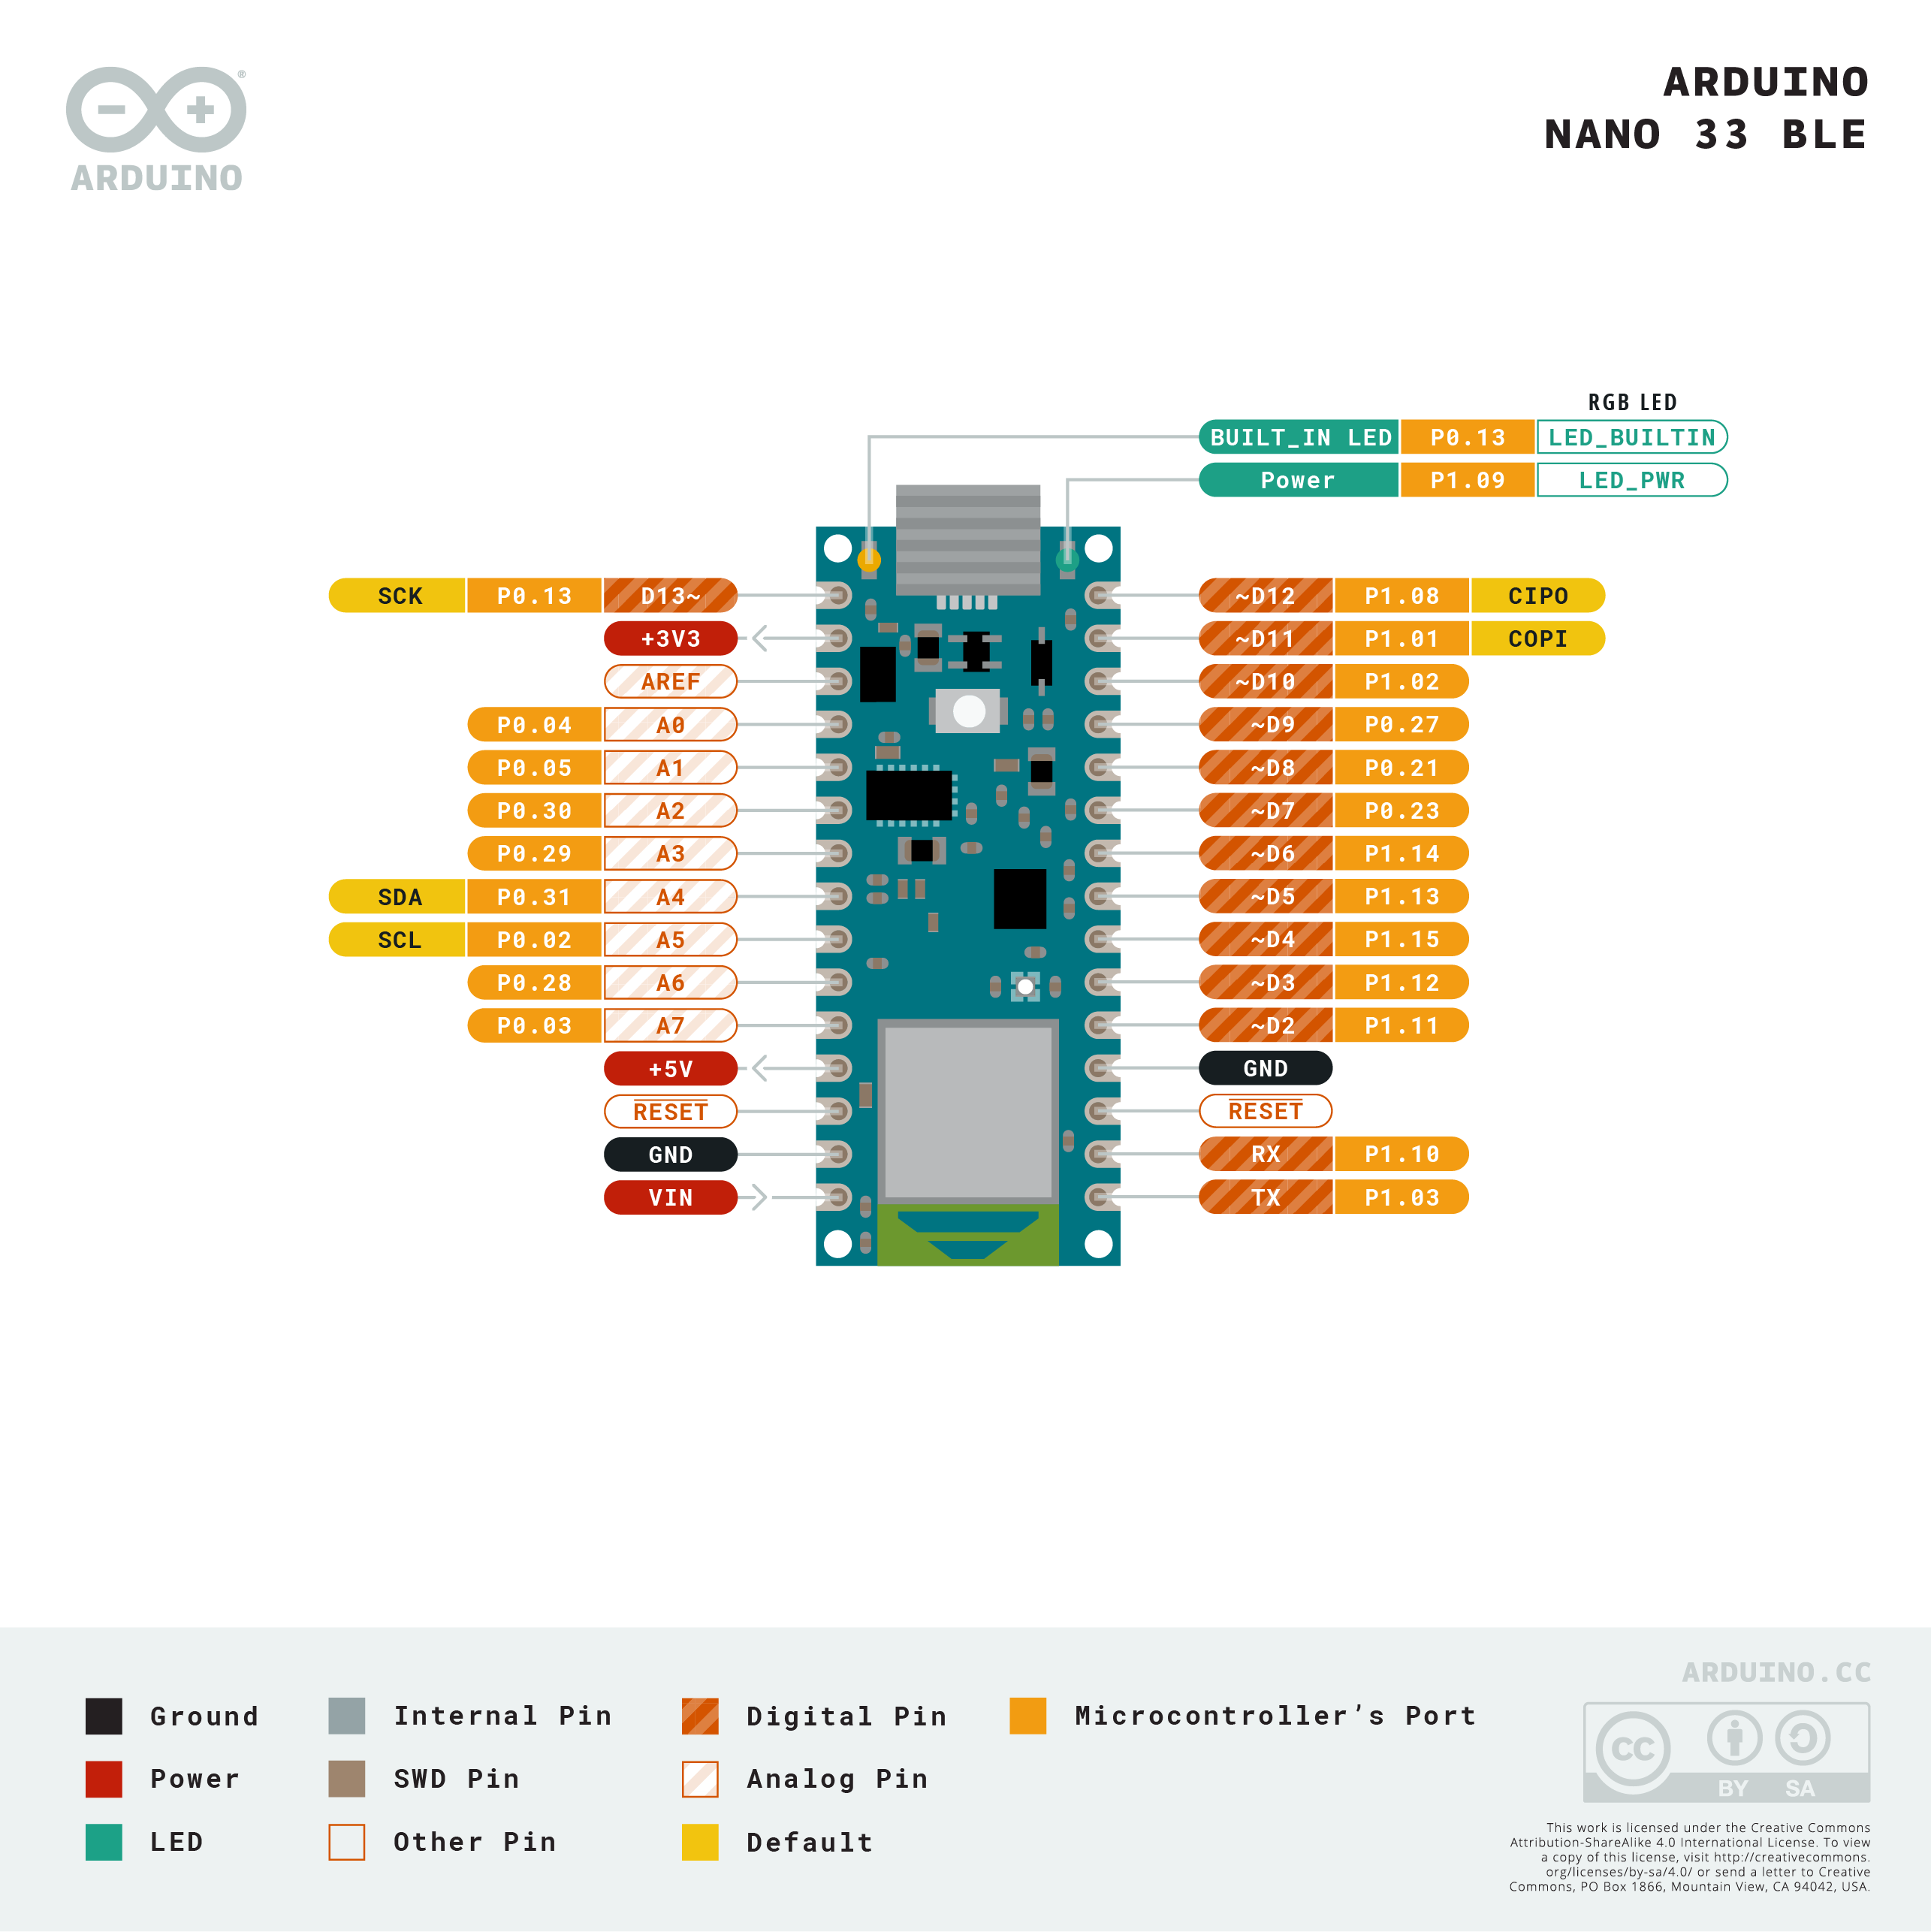 ARDUINO
NANO 33 BLE
®
ARDUINO
RGB LED
BUILT_IN LED P0.13 LED_BUILTIN
Power P1.09 LED_PWR
SCK P0.13 D13~
+3V3
AREF
P0.04 A0
P0.05 A1
P0.30 A2
P0.29 A3
SDA P0.31 A4
SCL P0.02 A5
P0.28 A6
P0.03 A7
+5V
RESET
GND
VIN
~D12 P1.08 CIPO
~D11 P1.01 COPI
~D10 P1.02
~D9 P0.27
~D8 P0.21
~D7 P0.23
~D6 P1.14
~D5 P1.13
~D4 P1.15
~D3 P1.12
~D2 P1.11
GND
RESET
RX P1.10
TX P1.03
Ground
Power
LED
Internal Pin
SWD Pin
Other Pin
Digital Pin
Analog Pin
Default
Microcontroller’s Port
ARDUINO.CC
CC
BY SA
This work is licensed under the Creative Commons
Attribution-ShareAlike 4.0 International License. To view
a copy of this license, visit http://creativecommons.
org/licenses/by-sa/4.0/ or send a letter to Creative
Commons, PO Box 1866, Mountain View, CA 94042, USA.